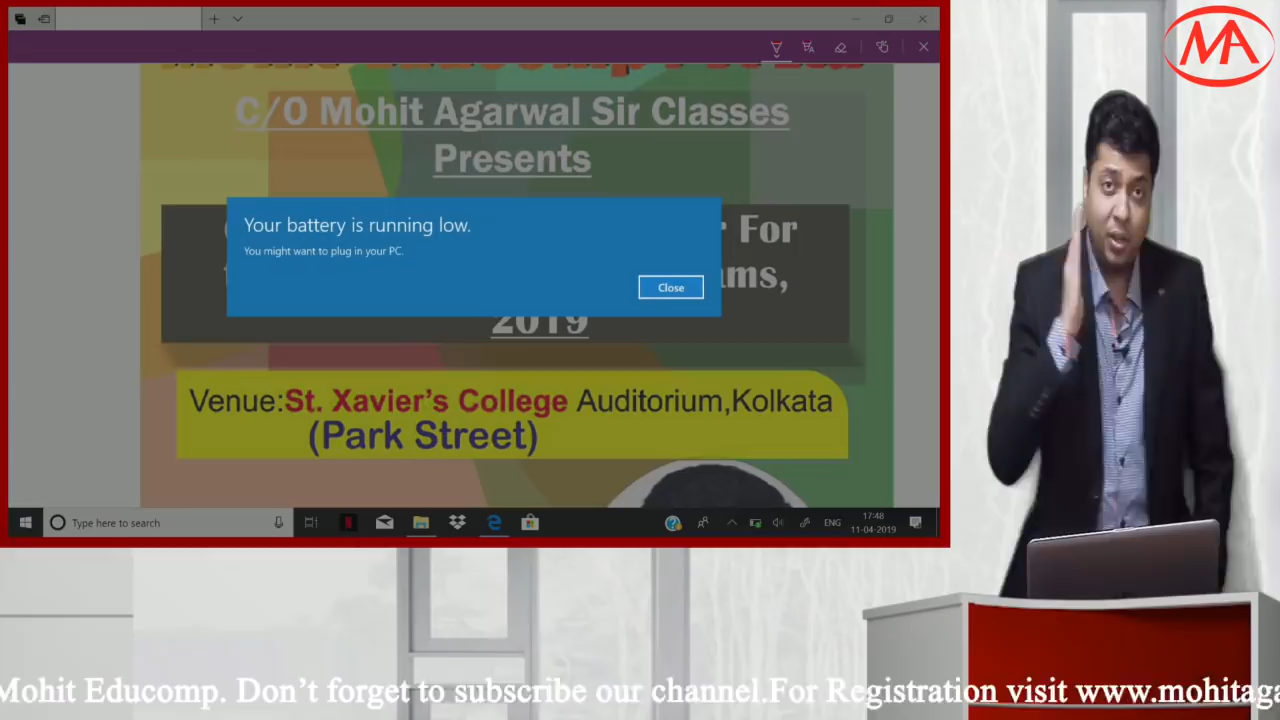 MA
C/O Mohit Agarwal Sir Classes
Presents
Your battery is running low.
You might want to plug in your PC.
Close
For
2019
Venue:St. Xavier's College Auditorium,Kolkata
(Park Street)
Type here to search
ENG
17:48
11-04-2019
Mohit Educomp. Don't forget to subscribe our channel.For Registration visit www.mohitaga